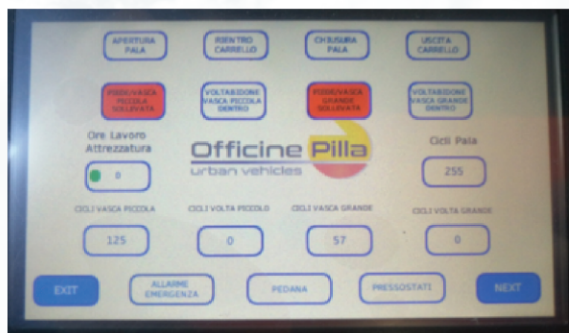 APERTURA
PALA
RIENTRO
CARRELLO
CHIUSURA
PALA
USCITA
CARRELLO
PIEDE/VASCA
PICCOLA
SOLLEVATA
VOLTABIDONE
VASCA PICCOLA
DENTRO
PIEDE/VASCA
GRANDE
SOLLEVATA
VOLTABIDONE
VASCA GRANDE
DENTRO
Ore Lavoro
Attrezzatura
0
Officine Pilla
urban vehicles
Cicli Pala
255
CICLI VASCA PICCOLA
CICLI VOLTA PICCOLO
CICLI VASCA GRANDE
CICLI VOLTA GRANDE
125
0
57
0
EXIT
ALLARME
EMERGENZA
PEDANA
PRESSOSTATI
NEXT